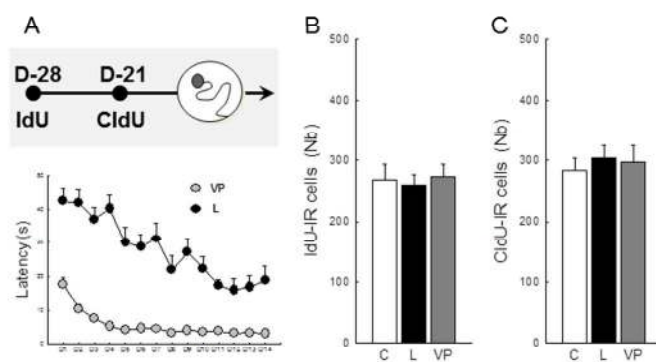 A
D-28 D-21
IdU CldU
VP
L
Latency (s)
B
500
400
300
200
100
0
IdU-IR cells (Nb)
C L VP
C
500
400
300
200
100
0
CldU-IR cells (Nb)
C L VP